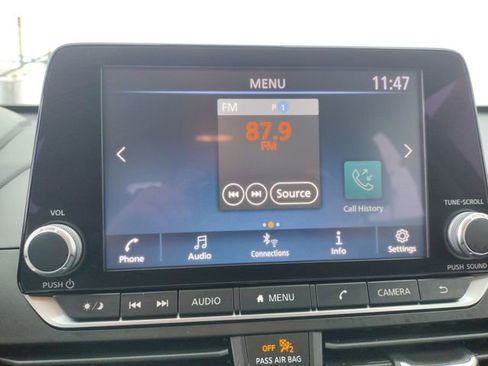 MENU 11:47
FM P 1
87.9
FM
Source
Call History
VOL
TUNE·SCROLL
Phone Audio Connections Info Settings
PUSH
PUSH SOUND
AUDIO MENU CAMERA
OFF 2
PASS AIR BAG